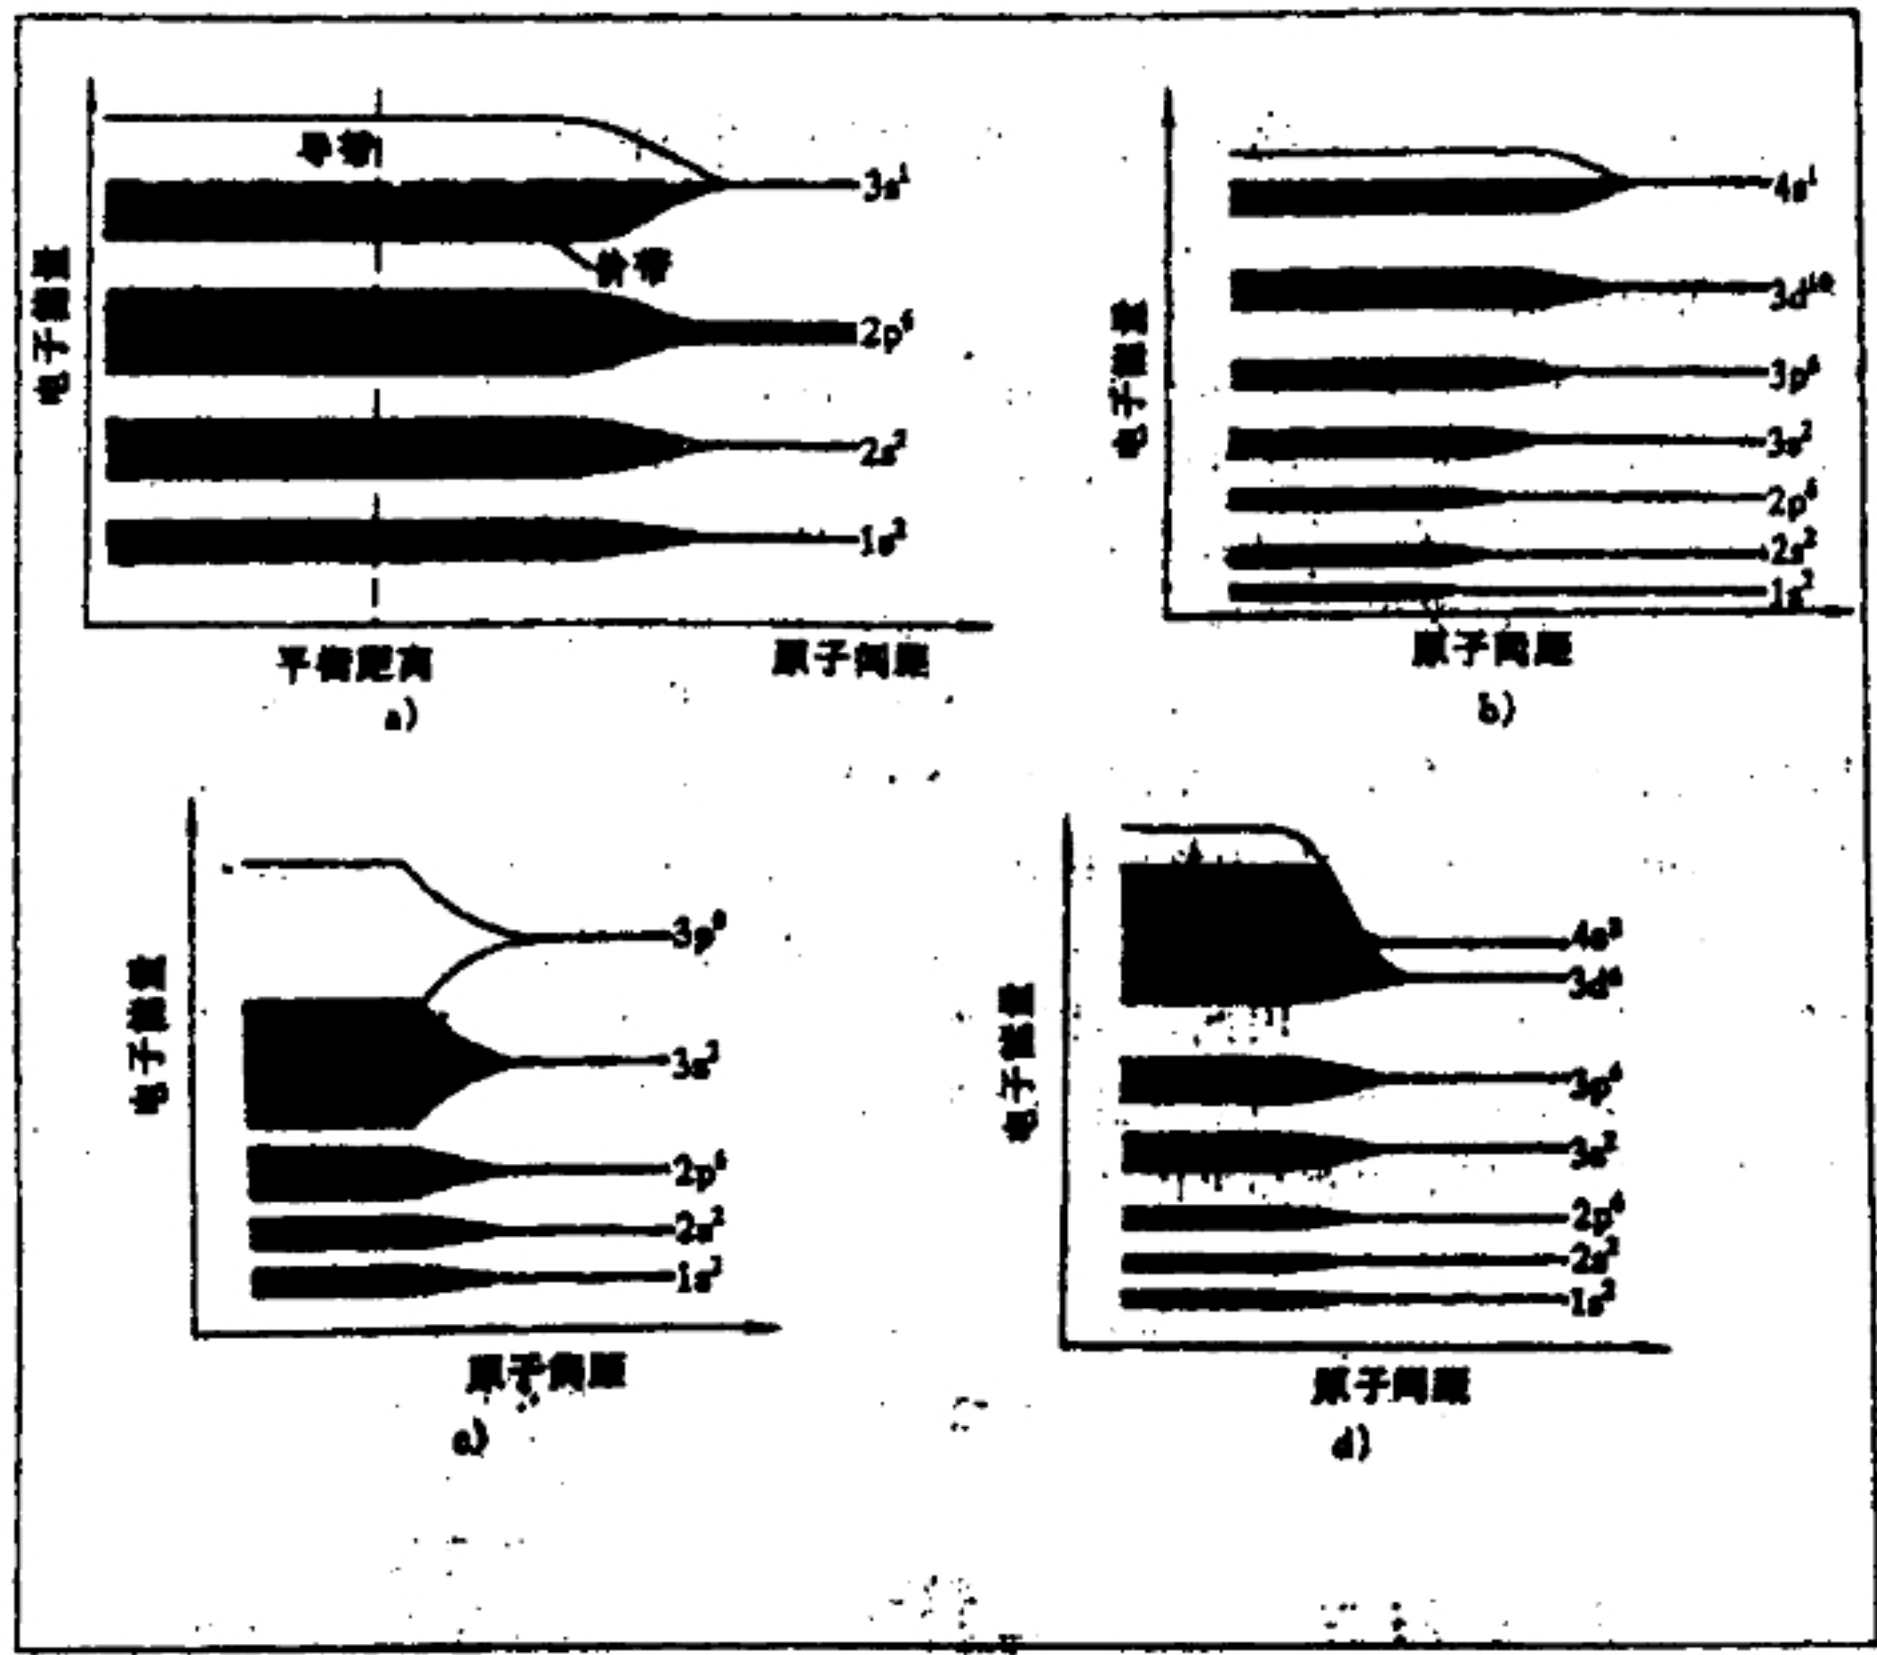 导带
3s¹
价带
2p⁶
2s²
1s²
电子能量
平衡距离
原子间距
a)
4s¹
3d¹⁰
3p⁶
3s²
2p⁶
2s²
1s²
电子能量
原子间距
b)
3p⁰
3s²
2p⁶
2s²
1s²
电子能量
原子间距
c)
4s²
3d⁶
3p⁶
3s²
2p⁶
2s²
1s²
电子能量
原子间距
d)